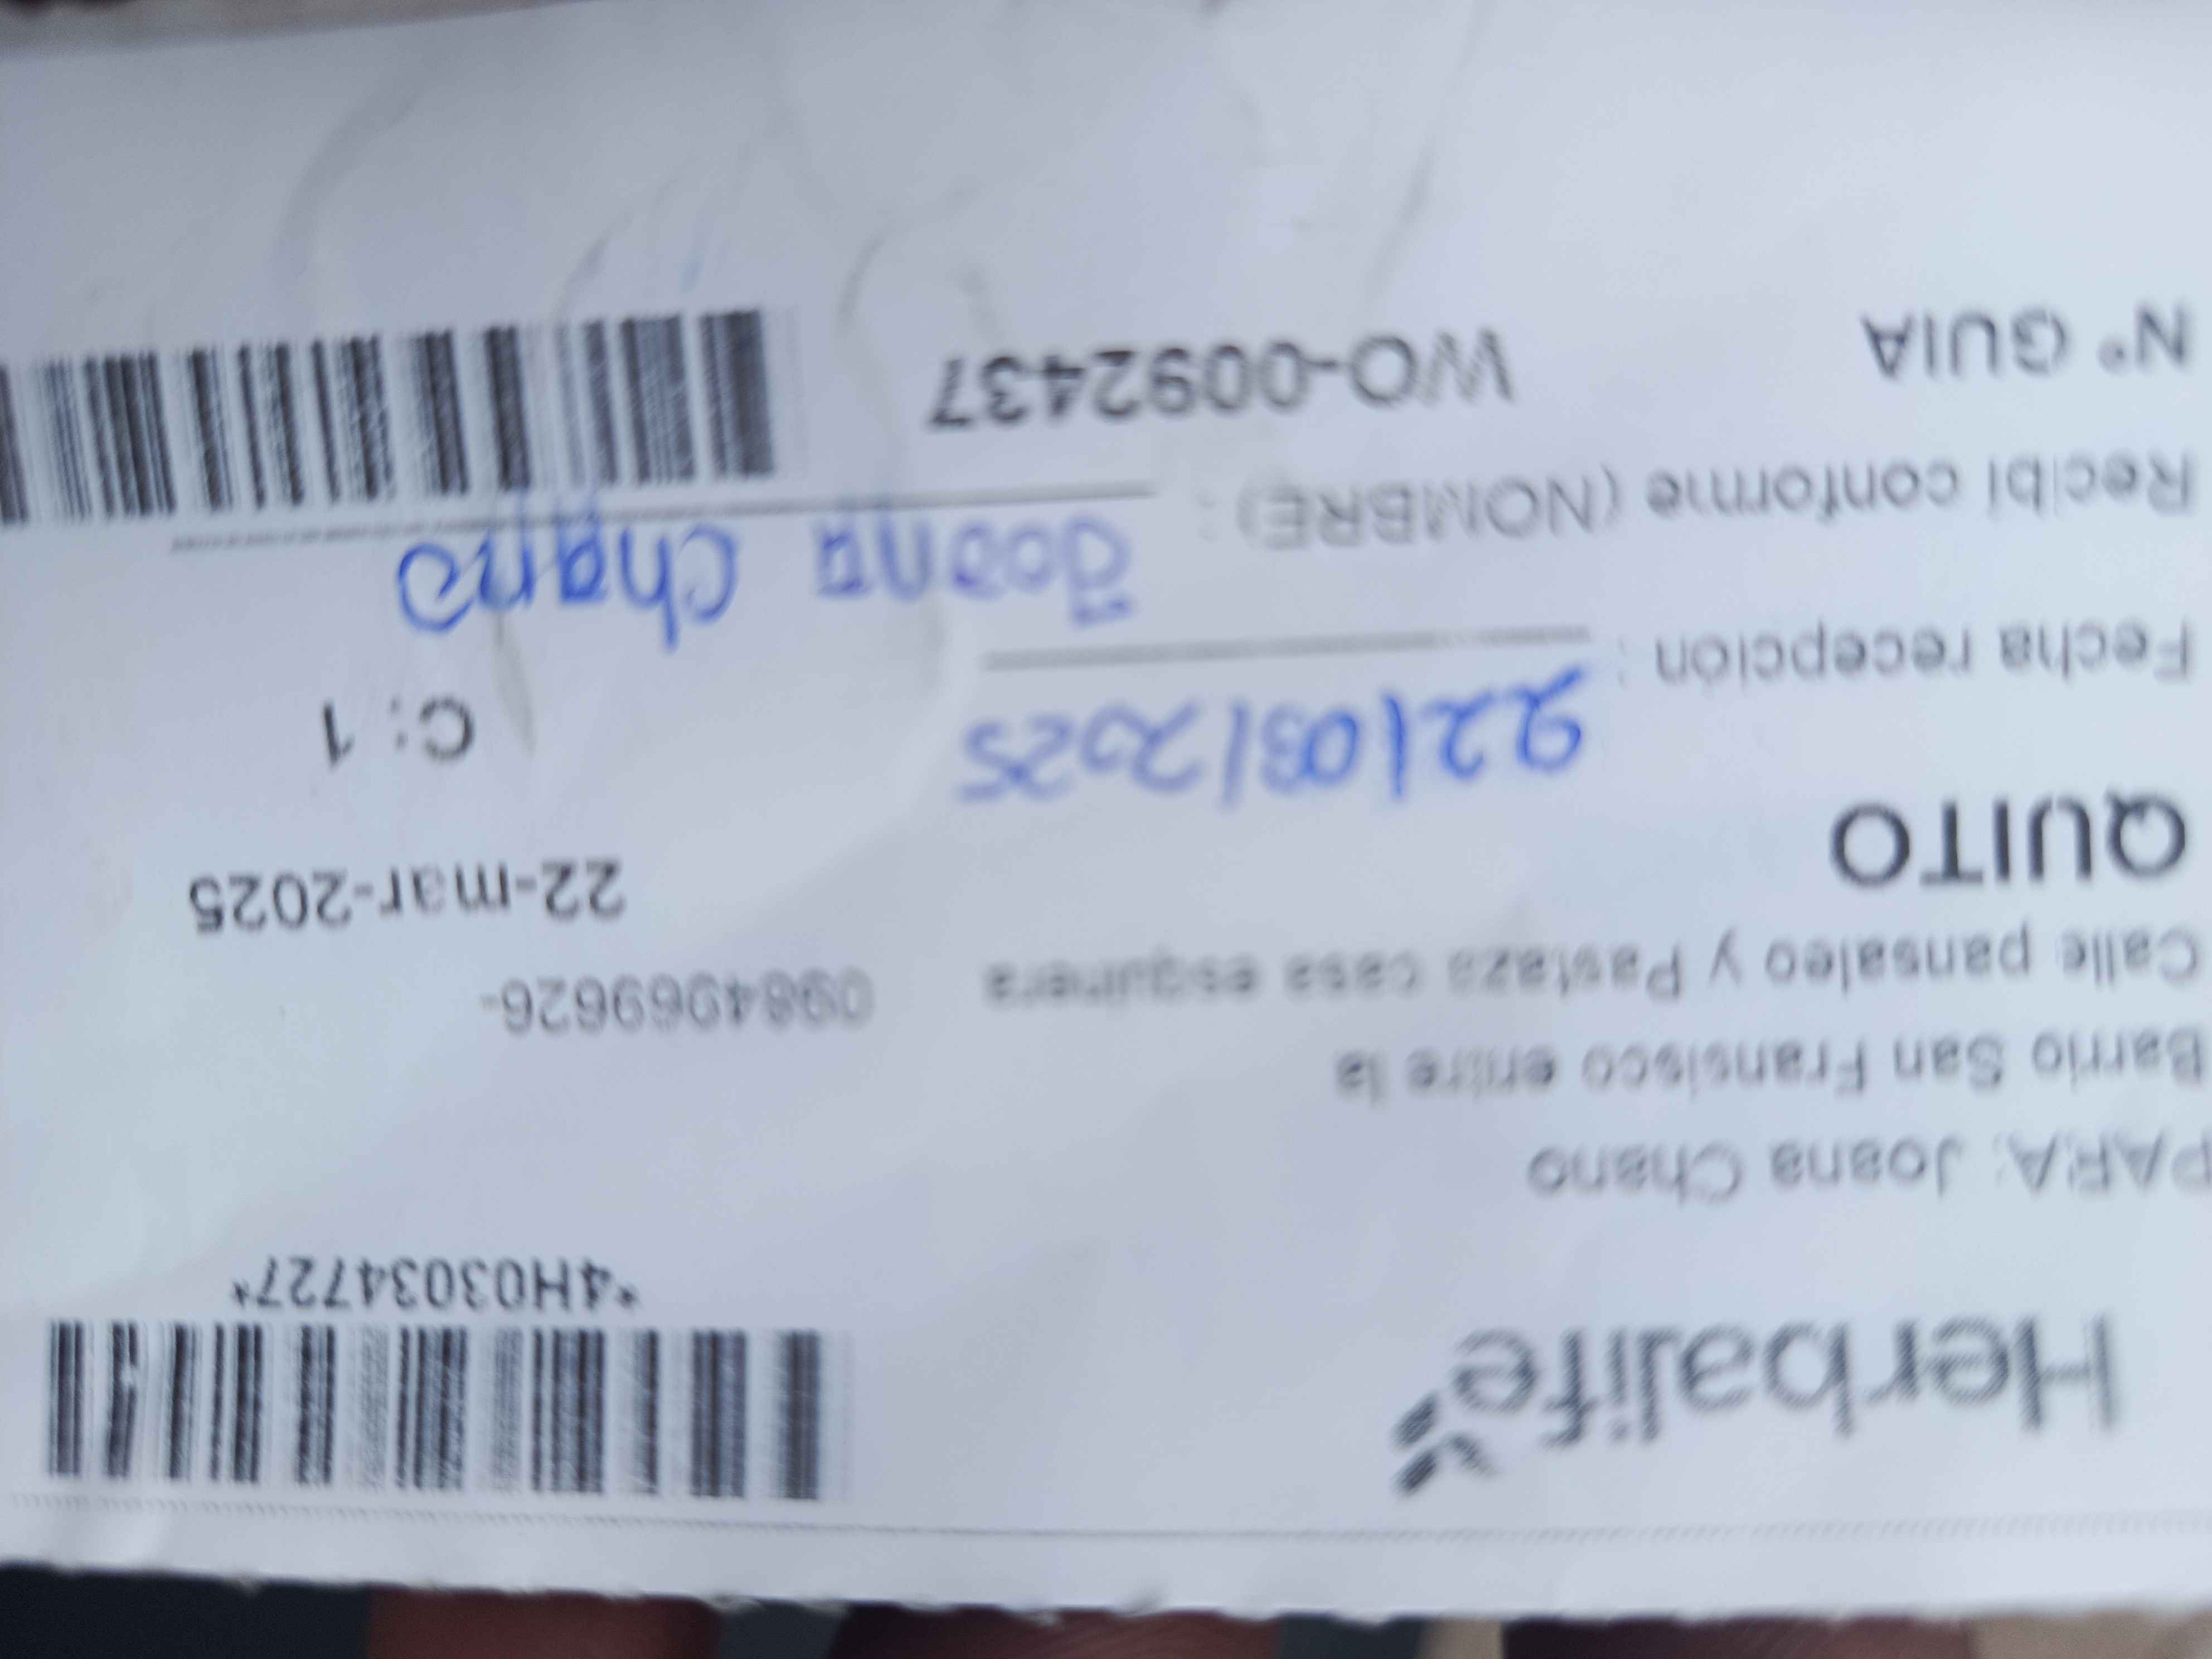 Herbalife
*4H03034727*
PARA: Joana Chano
Barrio San Fransisco entre la
Calle pansaleo y Pastaza casa esquinera 0984969626-
QUITO 22-mar-2025
Fecha recepción : 22/03/2025 C: 1
Recibí conforme (NOMBRE) : Joana Chano
N° GUIA WO-0092437